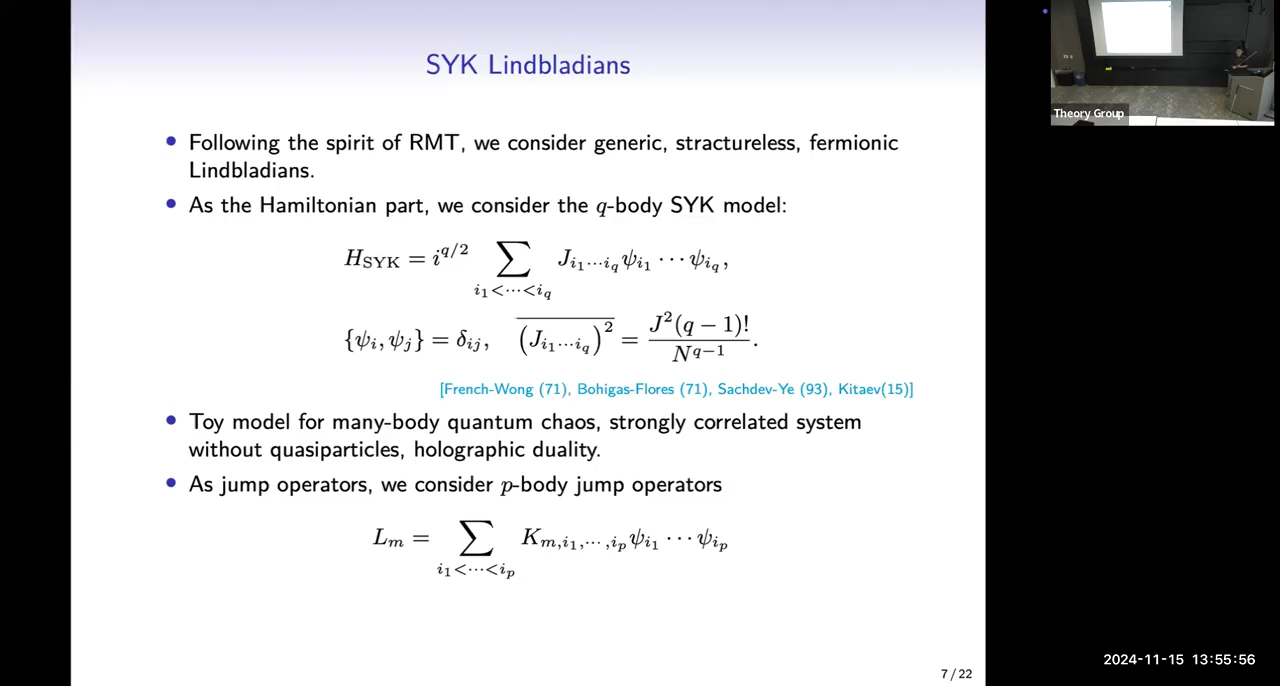 SYK Lindbladians
• Following the spirit of RMT, we consider generic, stractureless, fermionic
Lindbladians.
• As the Hamiltonian part, we consider the q-body SYK model:
H_SYK = i^{q/2} ∑_{i_1<⋯<i_q} J_{i_1⋯i_q} ψ_{i_1} ⋯ ψ_{i_q},
{ψ_i, ψ_j} = δ_{ij}, \overline{(J_{i_1⋯i_q})^2} = \frac{J^2(q − 1)!}{N^{q−1}}.
[French-Wong (71), Bohigas-Flores (71), Sachdev-Ye (93), Kitaev(15)]
• Toy model for many-body quantum chaos, strongly correlated system
without quasiparticles, holographic duality.
• As jump operators, we consider p-body jump operators
L_m = ∑_{i_1<⋯<i_p} K_{m,i_1,⋯,i_p} ψ_{i_1} ⋯ ψ_{i_p}
7 / 22
Theory Group
2024-11-15 13:55:56